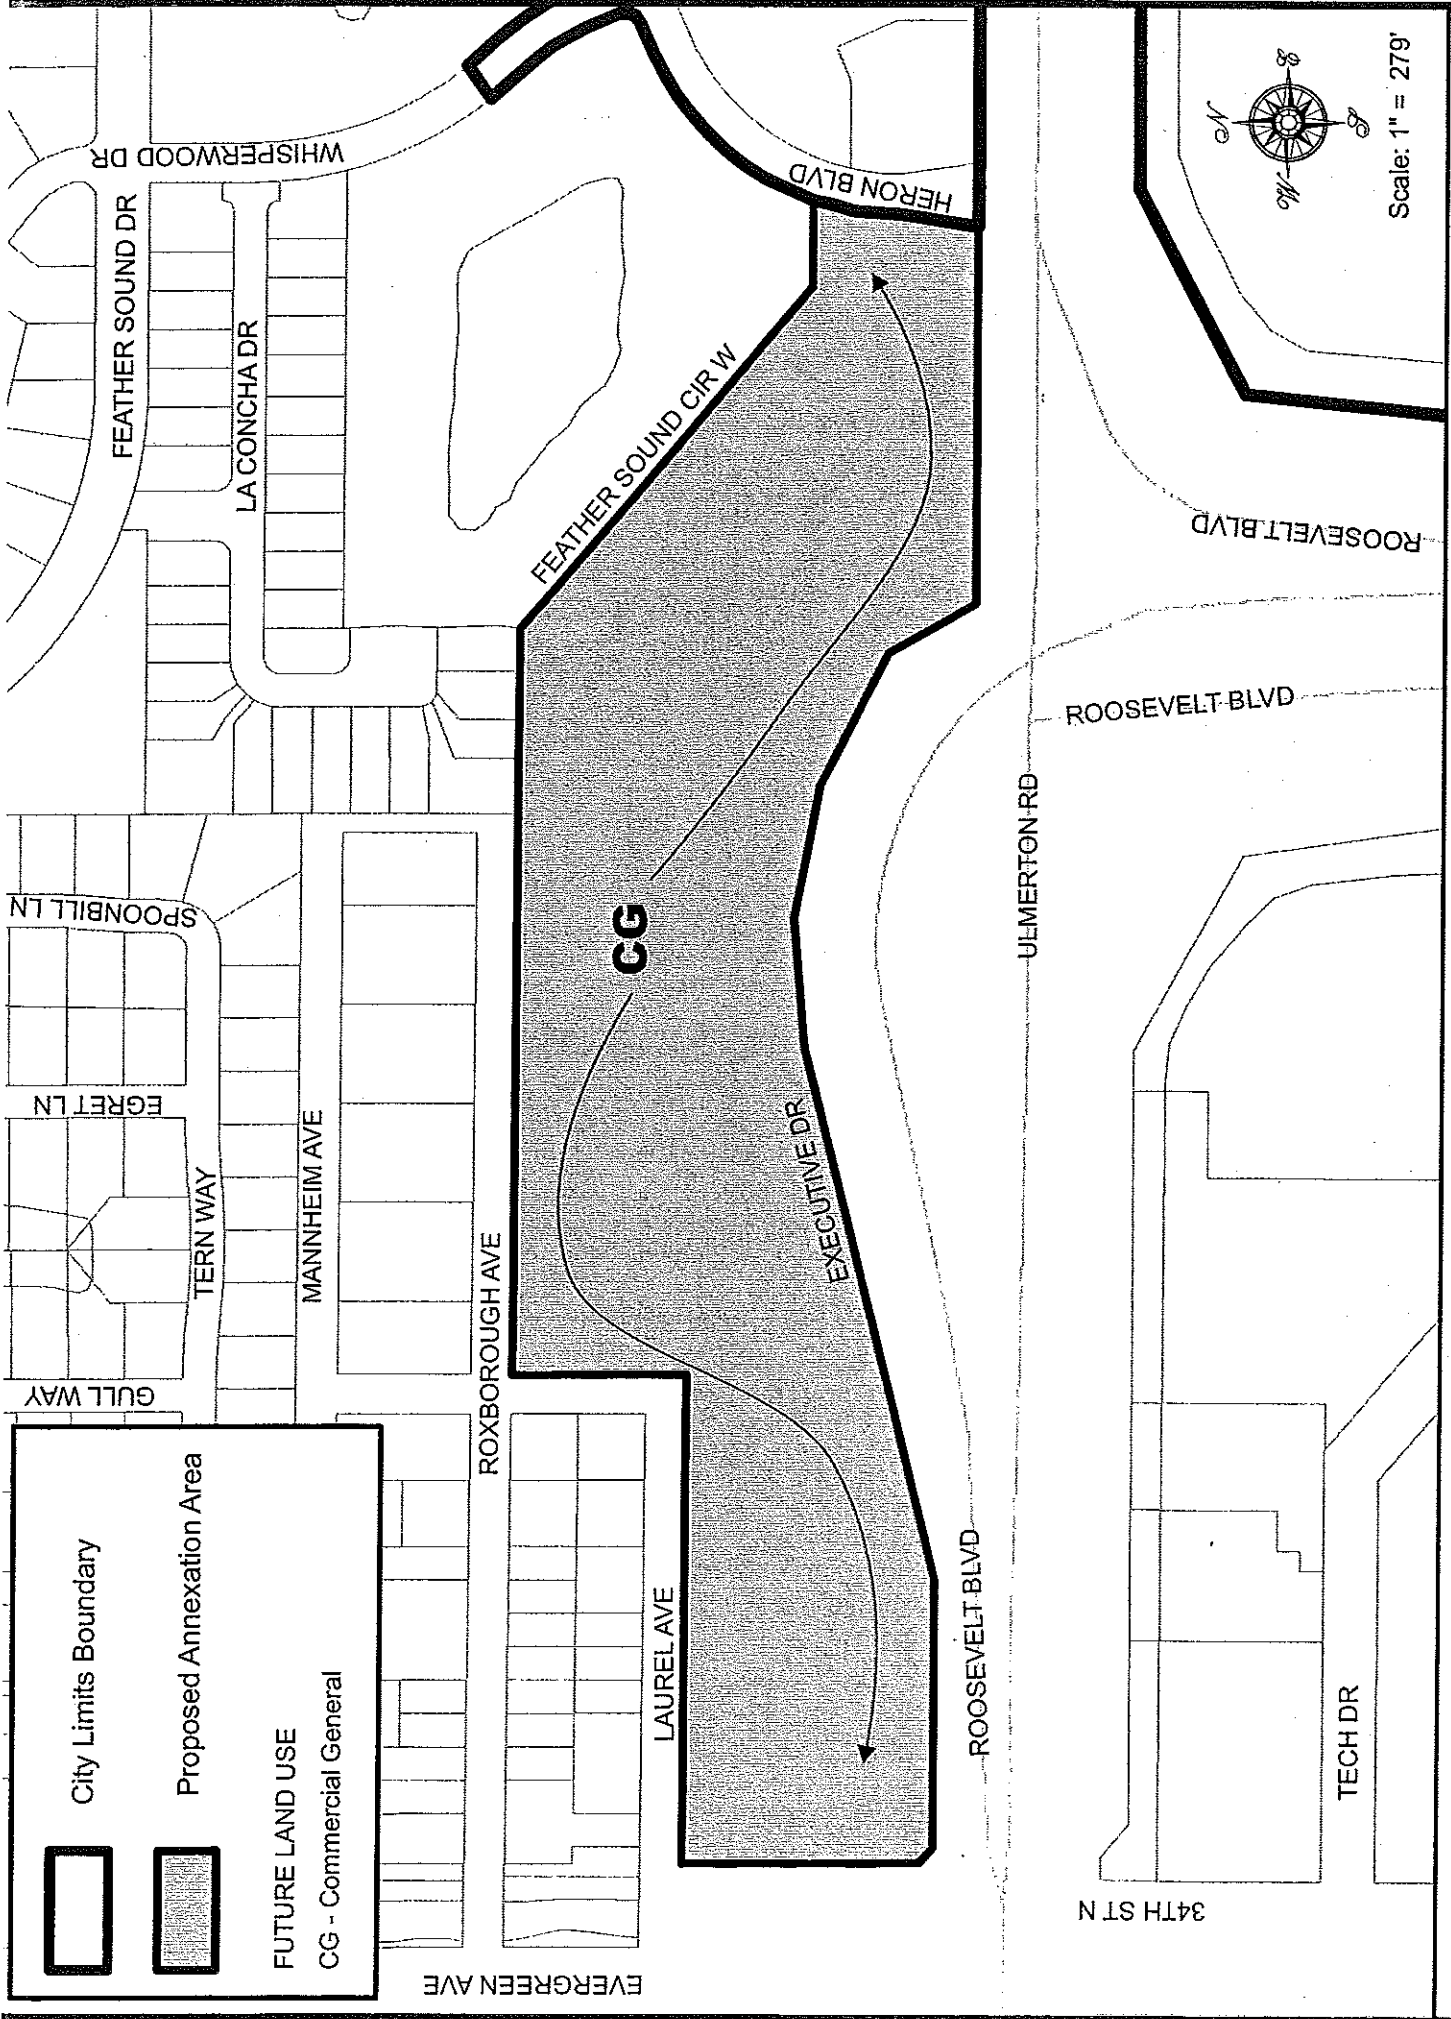 City Limits Boundary
Proposed Annexation Area
FUTURE LAND USE
CG - Commercial General
GULL WAY
EGRET LN
SPOONBILL LN
TERN WAY
MANNHEIM AVE
FEATHER SOUND DR
WHISPERWOOD DR
LA CONCHA DR
ROXBOROUGH AVE
FEATHER SOUND CIR W
HERON BLVD
EVERGREEN AVE
LAUREL AVE
CG
EXECUTIVE DR
ROOSEVELT BLVD
ULMERTON RD
ROOSEVELT BLVD
ROOSEVELT BLVD
34TH ST N
TECH DR
N
E
S
W
Scale: 1" = 279'